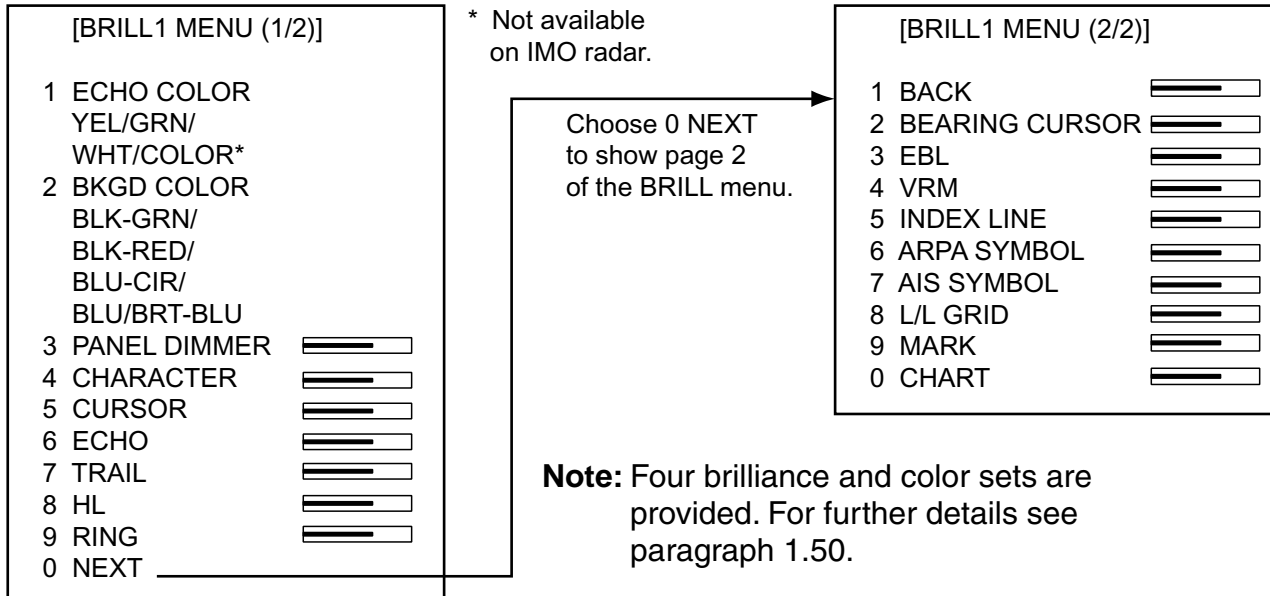 [BRILL1 MENU (1/2)]
1 ECHO COLOR
YEL/GRN/
WHT/COLOR*
2 BKGD COLOR
BLK-GRN/
BLK-RED/
BLU-CIR/
BLU/BRT-BLU
3 PANEL DIMMER
4 CHARACTER
5 CURSOR
6 ECHO
7 TRAIL
8 HL
9 RING
0 NEXT
* Not available
on IMO radar.
Choose 0 NEXT
to show page 2
of the BRILL menu.
[BRILL1 MENU (2/2)]
1 BACK
2 BEARING CURSOR
3 EBL
4 VRM
5 INDEX LINE
6 ARPA SYMBOL
7 AIS SYMBOL
8 L/L GRID
9 MARK
0 CHART
Note: Four brilliance and color sets are
provided. For further details see
paragraph 1.50.